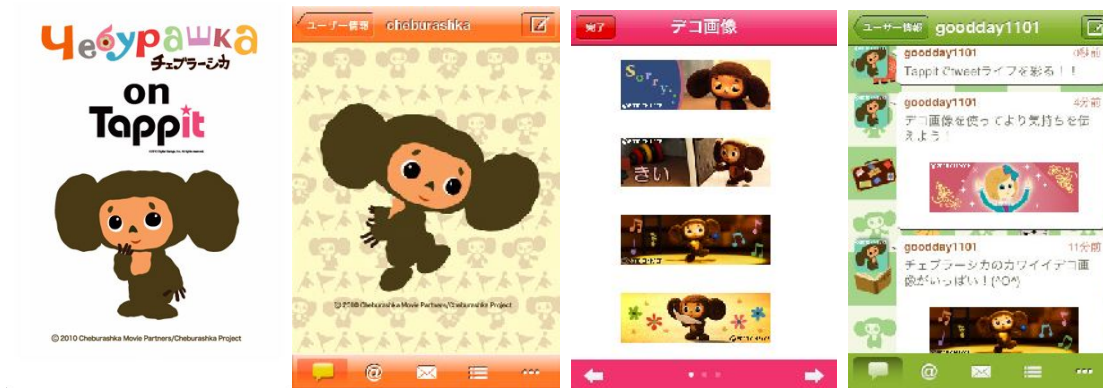 Чебурашка
チェブラーシカ
on
Tappit
© 2010 Cheburashka Movie Partners/Cheburashka Project
ユーザー情報
cheburashka
© 2010 Cheburashka Movie Partners/Cheburashka Project
完了
デコ画像
Sorry..
きい
ユーザー情報
goodday1101
goodday1101
Tappitでtweetライフを彩る！！
goodday1101
4分前
デコ画像を使ってより気持ちを伝
えよう！
goodday1101
11分前
チェブラーシカのカワイイデコ画
像がいっぱい！(^O^)